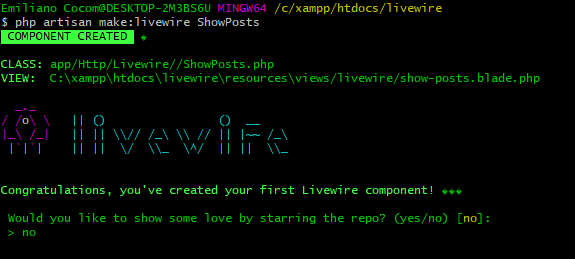 Emiliano Cocom@DESKTOP-2M3BS6U MINGW64 /c/xampp/htdocs/livewire
$ php artisan make:livewire ShowPosts
COMPONENT CREATED �
CLASS: app/Http/Livewire//ShowPosts.php
VIEW:  C:\xampp\htdocs\livewire\resources\views/livewire/show-posts.blade.php
  _._
/ /o\ \   || ()                ()  __
|_\ /_|   || || \\// /_\ \\ // || |~~ /_\
 |`|`|    || ||  \/  \\_  \^/  || ||  \\_
Congratulations, you've created your first Livewire component! ���
Would you like to show some love by starring the repo? (yes/no) [no]:
> no